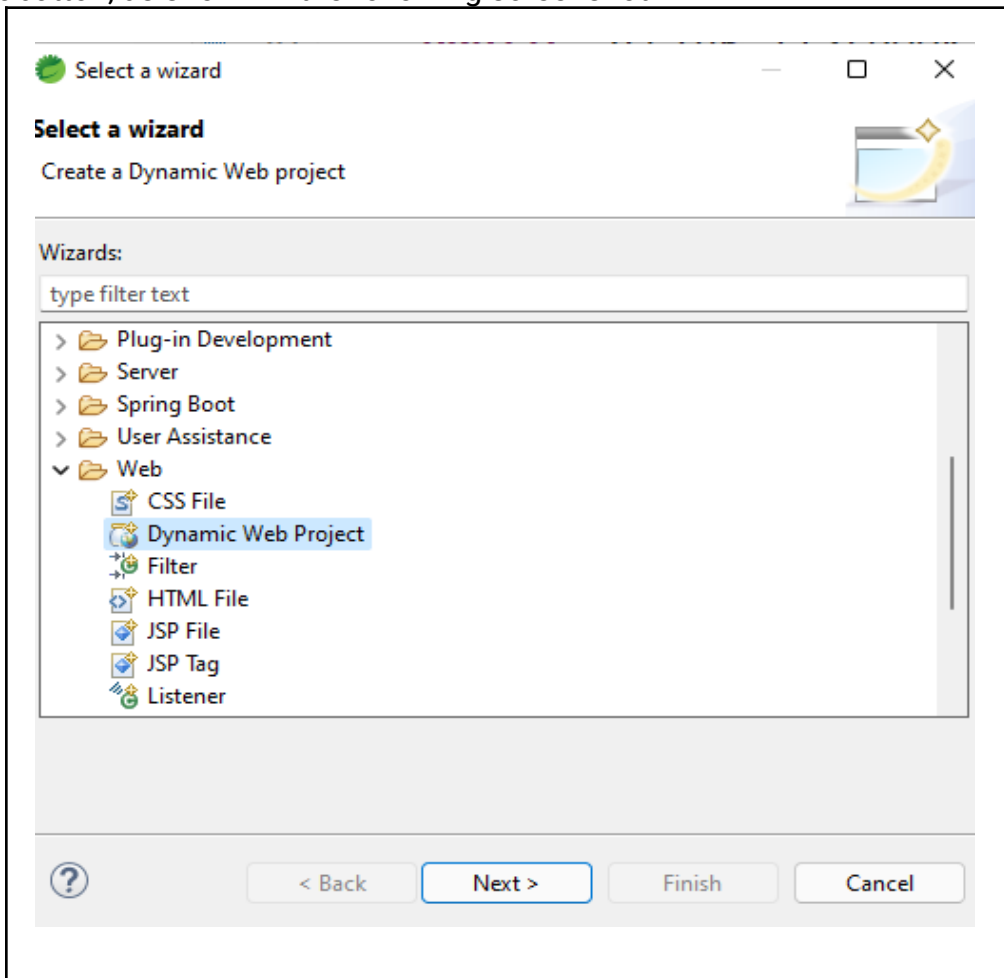 Select a wizard
Select a wizard
Create a Dynamic Web project
Wizards:
type filter text
Plug-in Development
Server
Spring Boot
User Assistance
Web
CSS File
Dynamic Web Project
Filter
HTML File
JSP File
JSP Tag
Listener
? < Back Next > Finish Cancel